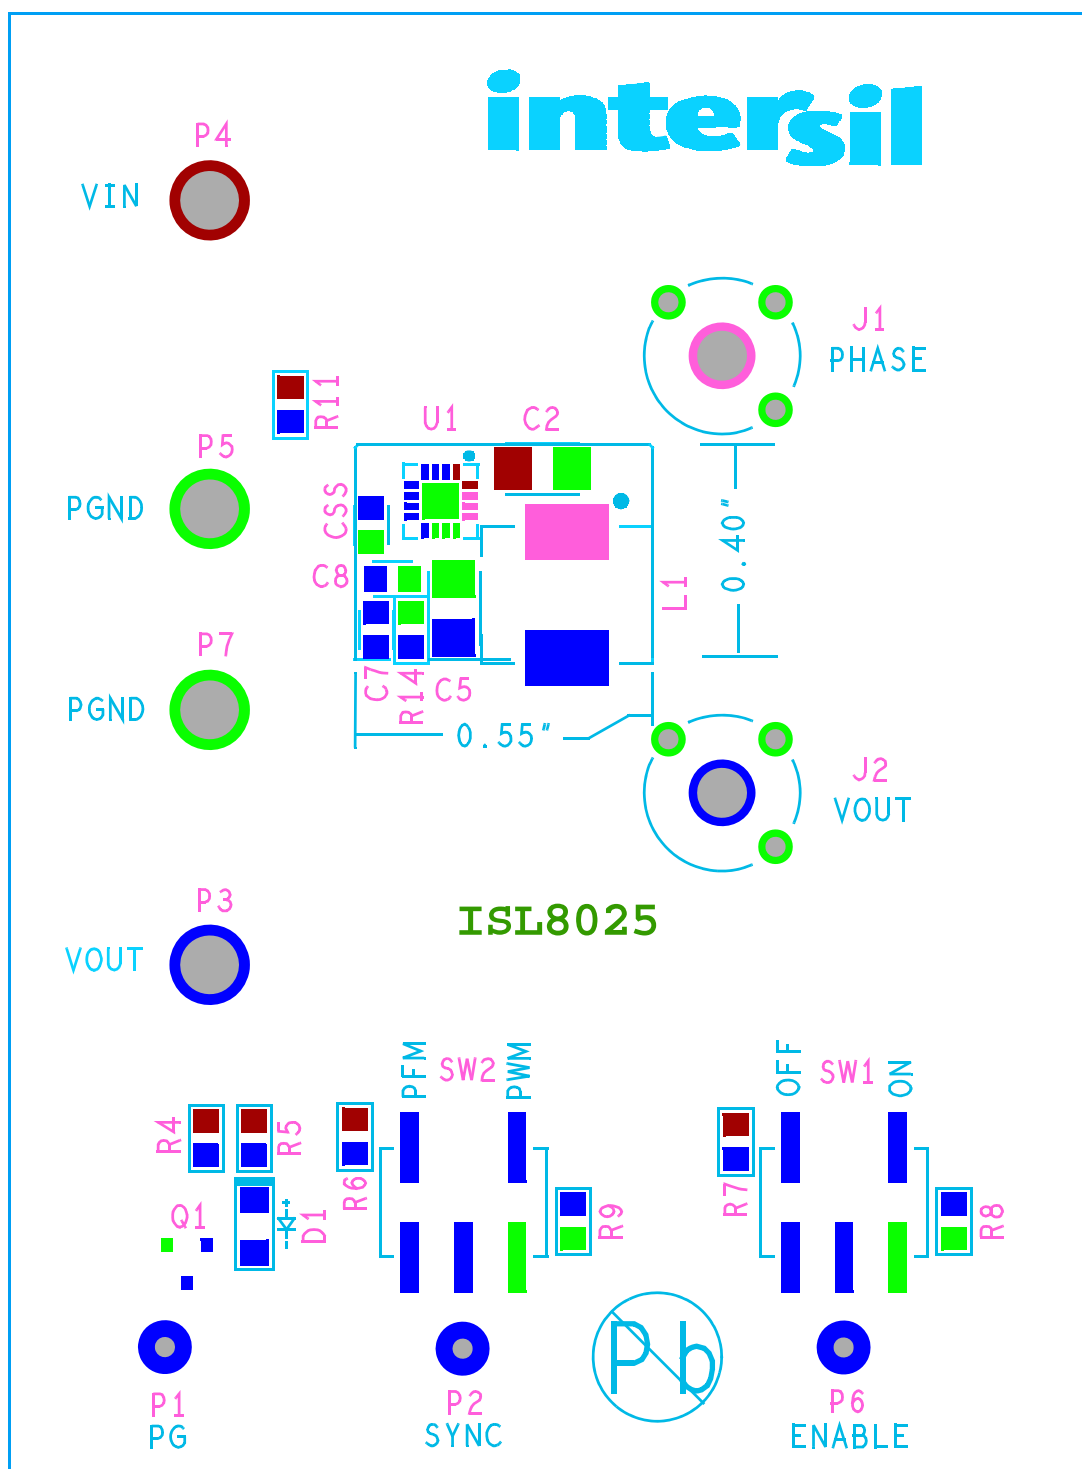 intersil
P4
VIN
J1
PHASE
R11
U1
C2
P5
PGND
CSS
0.40"
C8
L1
P7
PGND
C7
R14
C5
0.55"
J2
VOUT
P3
VOUT
ISL8025
PFM
SW2
PWM
OFF
SW1
ON
R4
R5
R6
R7
Q1
D1
R9
R8
Pb
P1
PG
P2
SYNC
P6
ENABLE